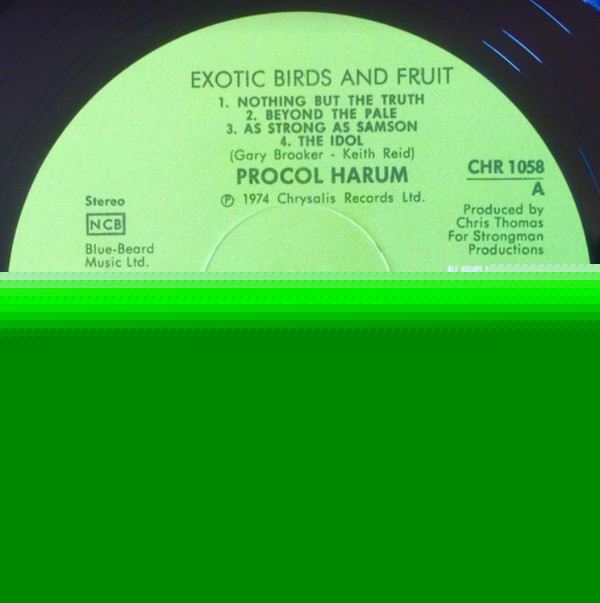 EXOTIC BIRDS AND FRUIT
1. NOTHING BUT THE TRUTH
2. BEYOND THE PALE
3. AS STRONG AS SAMSON
4. THE IDOL
(Gary Brooker - Keith Reid)
PROCOL HARUM
℗ 1974 Chrysalis Records Ltd.
Stereo
NCB
Blue-Beard
Music Ltd.
CHR 1058
A
Produced by
Chris Thomas
For Strongman
Productions